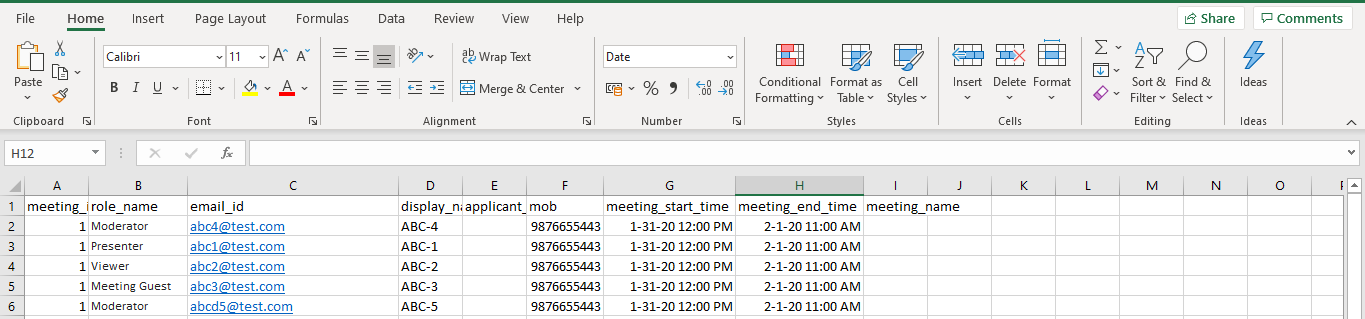 File Home Insert Page Layout Formulas Data Review View Help Share Comments
Calibri 11 A A Wrap Text Date
Paste B I U A Merge & Center % Conditional Formatting Format as Table Cell Styles Insert Delete Format Sort & Filter Find & Select Ideas
Clipboard Font Alignment Number Styles Cells Editing Ideas
H12 fx
A B C D E F G H I J K L M N O
1 meeting_i role_name email_id display_na applicant_ mob meeting_start_time meeting_end_time meeting_name
2 1 Moderator abc4@test.com ABC-4 9876655443 1-31-20 12:00 PM 2-1-20 11:00 AM
3 1 Presenter abc1@test.com ABC-1 9876655443 1-31-20 12:00 PM 2-1-20 11:00 AM
4 1 Viewer abc2@test.com ABC-2 9876655443 1-31-20 12:00 PM 2-1-20 11:00 AM
5 1 Meeting Guest abc3@test.com ABC-3 9876655443 1-31-20 12:00 PM 2-1-20 11:00 AM
6 1 Moderator abcd5@test.com ABC-5 9876655443 1-31-20 12:00 PM 2-1-20 11:00 AM